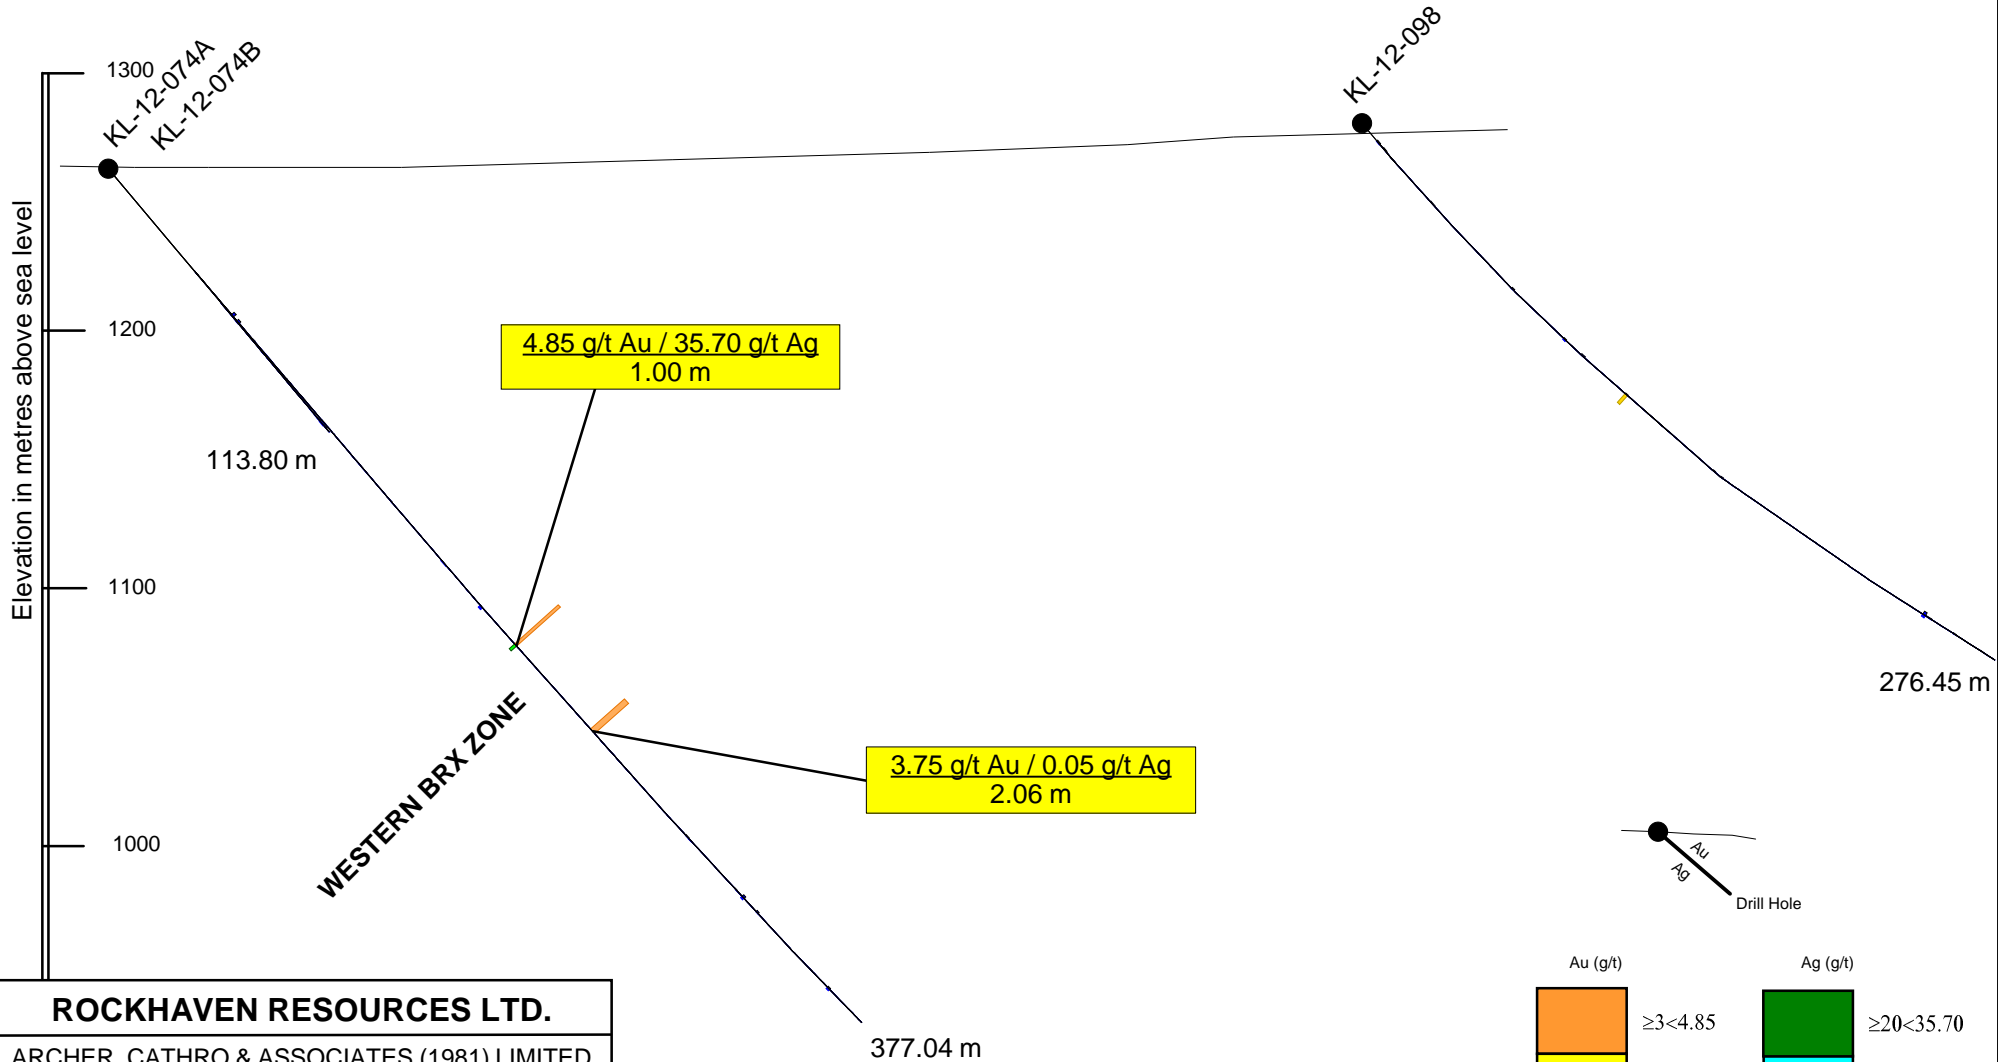 KL-12-098
KL-12-074A
KL-12-074B
1300
Elevation in metres above sea level
1200
4.85 g/t Au / 35.70 g/t Ag
1.00 m
113.80 m
1100
276.45 m
WESTERN BRX ZONE
3.75 g/t Au / 0.05 g/t Ag
2.06 m
1000
Au
Ag
Drill Hole
Au (g/t)
Ag (g/t)
≥3<4.85
≥20<35.70
ROCKHAVEN RESOURCES LTD.
ARCHER, CATHRO & ASSOCIATES (1981) LIMITED
377.04 m